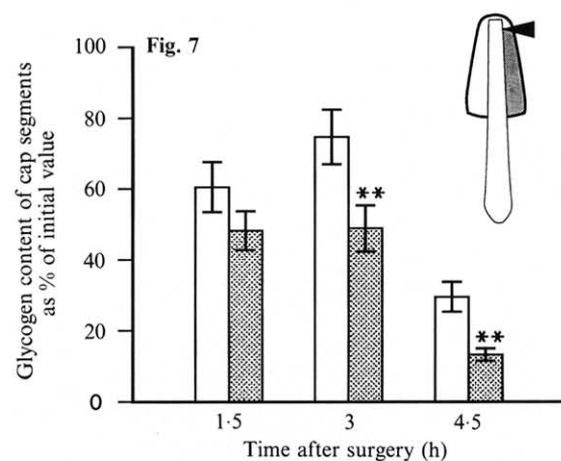 Fig. 7
Glycogen content of cap segments
as % of initial value
100
80
60
40
20
0
**
**
1·5 3 4·5
Time after surgery (h)